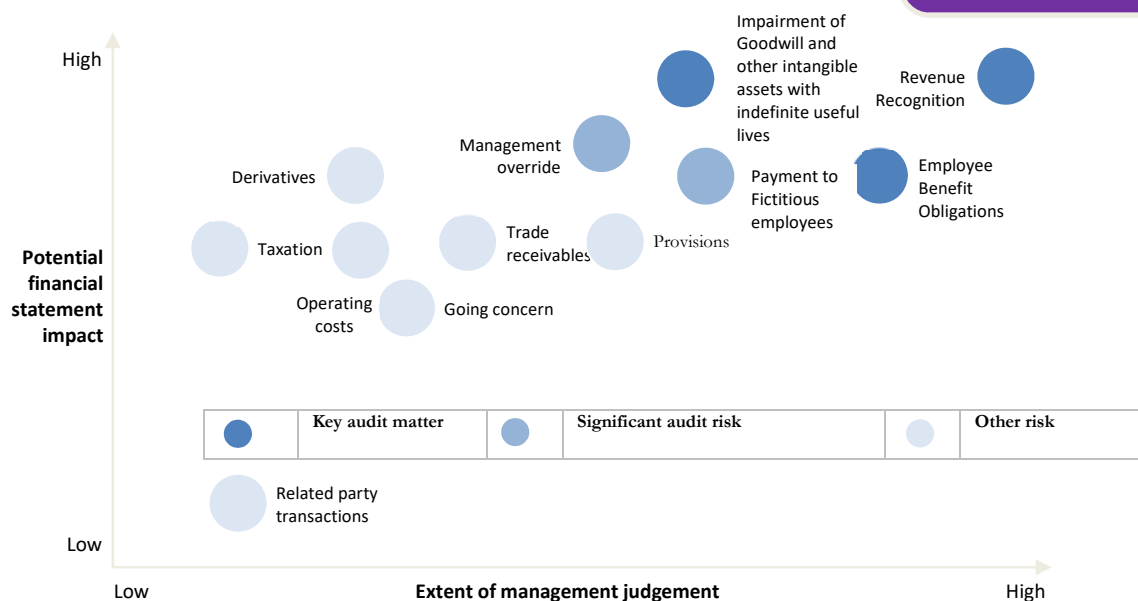 High
Impairment of
Goodwill and
other intangible
assets with
indefinite useful
lives
Revenue
Recognition
Management
override
Derivatives
Payment to
Fictitious
employees
Employee
Benefit
Obligations
Taxation
Trade
receivables
Provisions
Potential
financial
statement
impact
Operating
costs
Going concern
Key audit matter
Significant audit risk
Other risk
Related party
transactions
Low
Low
Extent of management judgement
High